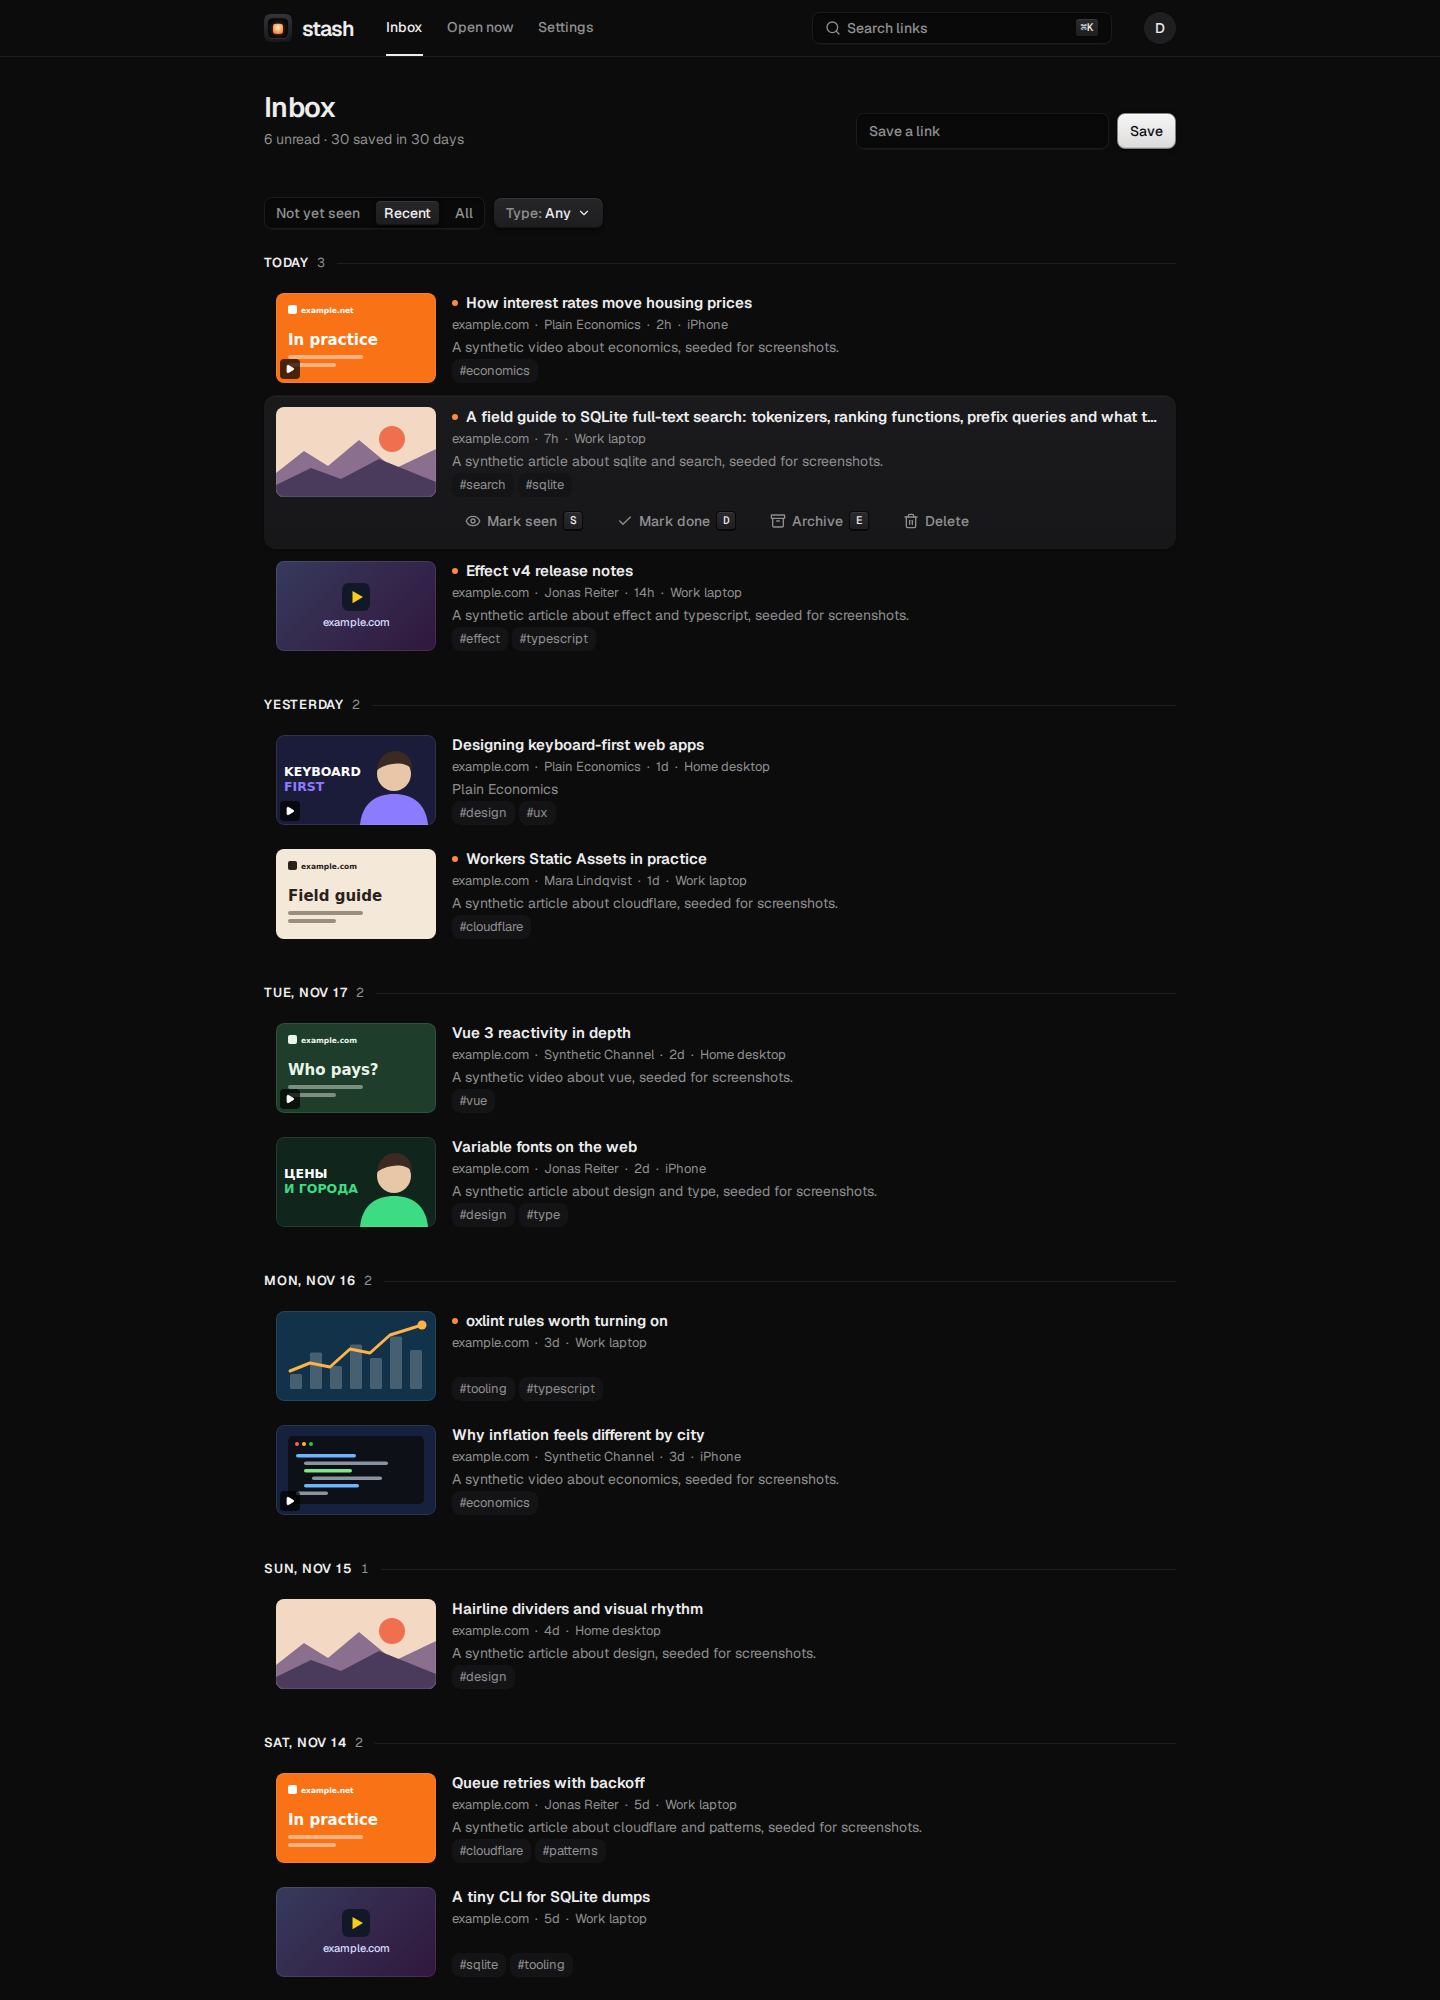 stash Inbox Open now Settings Search links ⌘K D
Inbox
6 unread · 30 saved in 30 days
Save a link Save
Not yet seen Recent All Type: Any
TODAY 3
example.net
In practice
How interest rates move housing prices
example.com · Plain Economics · 2h · iPhone
A synthetic video about economics, seeded for screenshots.
#economics
A field guide to SQLite full-text search: tokenizers, ranking functions, prefix queries and what t...
example.com · 7h · Work laptop
A synthetic article about sqlite and search, seeded for screenshots.
#search #sqlite
Mark seen S Mark done D Archive E Delete
example.com
Effect v4 release notes
example.com · Jonas Reiter · 14h · Work laptop
A synthetic article about effect and typescript, seeded for screenshots.
#effect #typescript
YESTERDAY 2
KEYBOARD
FIRST
Designing keyboard-first web apps
example.com · Plain Economics · 1d · Home desktop
Plain Economics
#design #ux
example.com
Field guide
Workers Static Assets in practice
example.com · Mara Lindqvist · 1d · Work laptop
A synthetic article about cloudflare, seeded for screenshots.
#cloudflare
TUE, NOV 17 2
example.com
Who pays?
Vue 3 reactivity in depth
example.com · Synthetic Channel · 2d · Home desktop
A synthetic video about vue, seeded for screenshots.
#vue
ЦЕНЫ
И ГОРОДА
Variable fonts on the web
example.com · Jonas Reiter · 2d · iPhone
A synthetic article about design and type, seeded for screenshots.
#design #type
MON, NOV 16 2
oxlint rules worth turning on
example.com · 3d · Work laptop
#tooling #typescript
Why inflation feels different by city
example.com · Synthetic Channel · 3d · iPhone
A synthetic video about economics, seeded for screenshots.
#economics
SUN, NOV 15 1
Hairline dividers and visual rhythm
example.com · 4d · Home desktop
A synthetic article about design, seeded for screenshots.
#design
SAT, NOV 14 2
example.net
In practice
Queue retries with backoff
example.com · Jonas Reiter · 5d · Work laptop
A synthetic article about cloudflare and patterns, seeded for screenshots.
#cloudflare #patterns
example.com
A tiny CLI for SQLite dumps
example.com · 5d · Work laptop
#sqlite #tooling